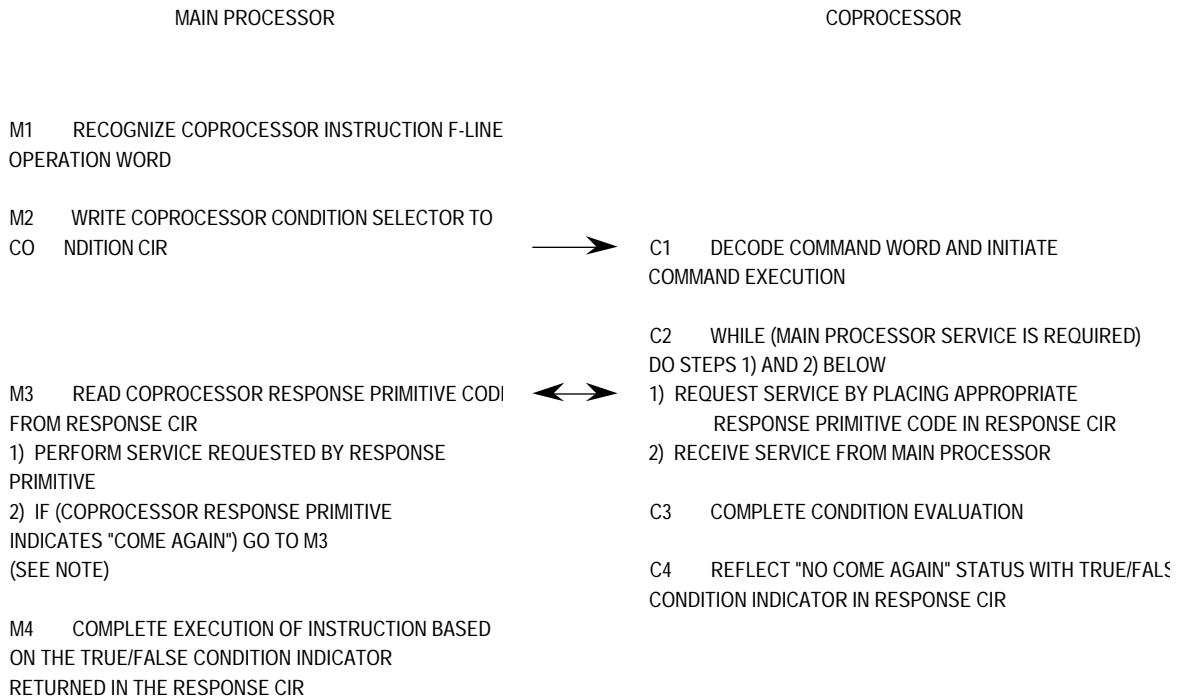 MAIN PROCESSOR
COPROCESSOR
M1 RECOGNIZE COPROCESSOR INSTRUCTION F-LINE
OPERATION WORD
M2 WRITE COPROCESSOR CONDITION SELECTOR TO
CO NDITION CIR
M3 READ COPROCESSOR RESPONSE PRIMITIVE COD
FROM RESPONSE CIR
1) PERFORM SERVICE REQUESTED BY RESPONSE
PRIMITIVE
2) IF (COPROCESSOR RESPONSE PRIMITIVE
INDICATES "COME AGAIN") GO TO M3
(SEE NOTE)
M4 COMPLETE EXECUTION OF INSTRUCTION BASED
ON THE TRUE/FALSE CONDITION INDICATOR
RETURNED IN THE RESPONSE CIR
C1 DECODE COMMAND WORD AND INITIATE
COMMAND EXECUTION
C2 WHILE (MAIN PROCESSOR SERVICE IS REQUIRED)
DO STEPS 1) AND 2) BELOW
1) REQUEST SERVICE BY PLACING APPROPRIATE
RESPONSE PRIMITIVE CODE IN RESPONSE CIR
2) RECEIVE SERVICE FROM MAIN PROCESSOR
C3 COMPLETE CONDITION EVALUATION
C4 REFLECT "NO COME AGAIN" STATUS WITH TRUE/FALS
CONDITION INDICATOR IN RESPONSE CIR